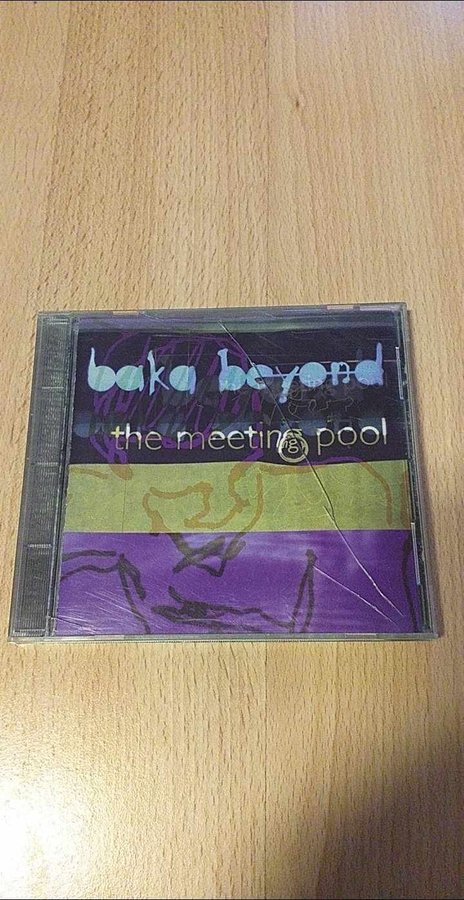 baka beyond
the meeting pool